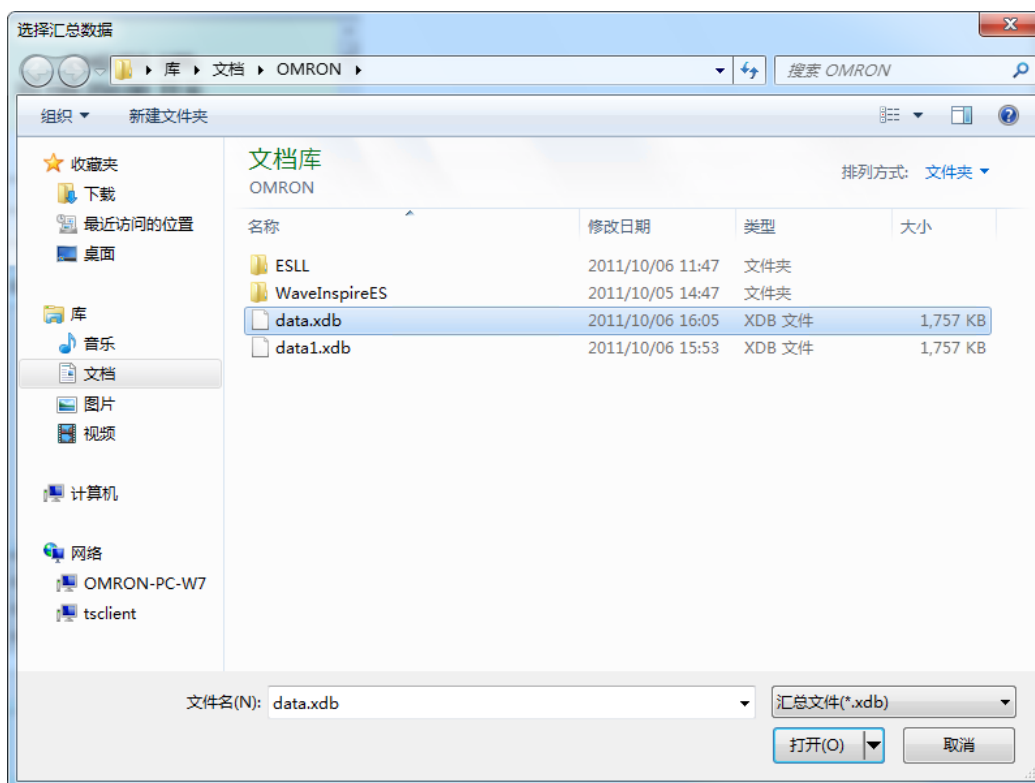 选择汇总数据
库 文档 OMRON
搜索 OMRON
组织 新建文件夹
收藏夹
下载
最近访问的位置
桌面
库
音乐
文档
图片
视频
计算机
网络
OMRON-PC-W7
tsclient
文档库
OMRON
排列方式: 文件夹
名称 修改日期 类型 大小
ESLL 2011/10/06 11:47 文件夹
WaveInspireES 2011/10/05 14:47 文件夹
data.xdb 2011/10/06 16:05 XDB 文件 1,757 KB
data1.xdb 2011/10/06 15:53 XDB 文件 1,757 KB
文件名(N): data.xdb 汇总文件(*.xdb)
打开(O) 取消